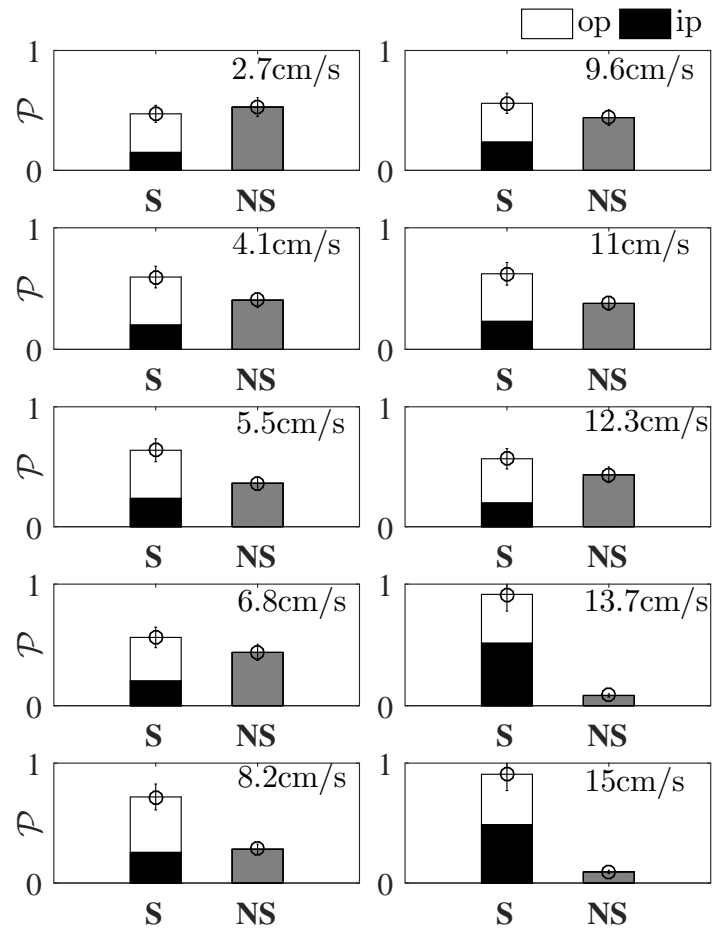 op ip
1 2.7cm/s 9.6cm/s
𝒫
0 0
S NS S NS
1 4.1cm/s 1 11cm/s
𝒫
0 0
S NS S NS
1 5.5cm/s 1 12.3cm/s
𝒫
0 0
S NS S NS
1 6.8cm/s 1 13.7cm/s
𝒫
0 0
S NS S NS
1 8.2cm/s 1 15cm/s
𝒫
0 0
S NS S NS